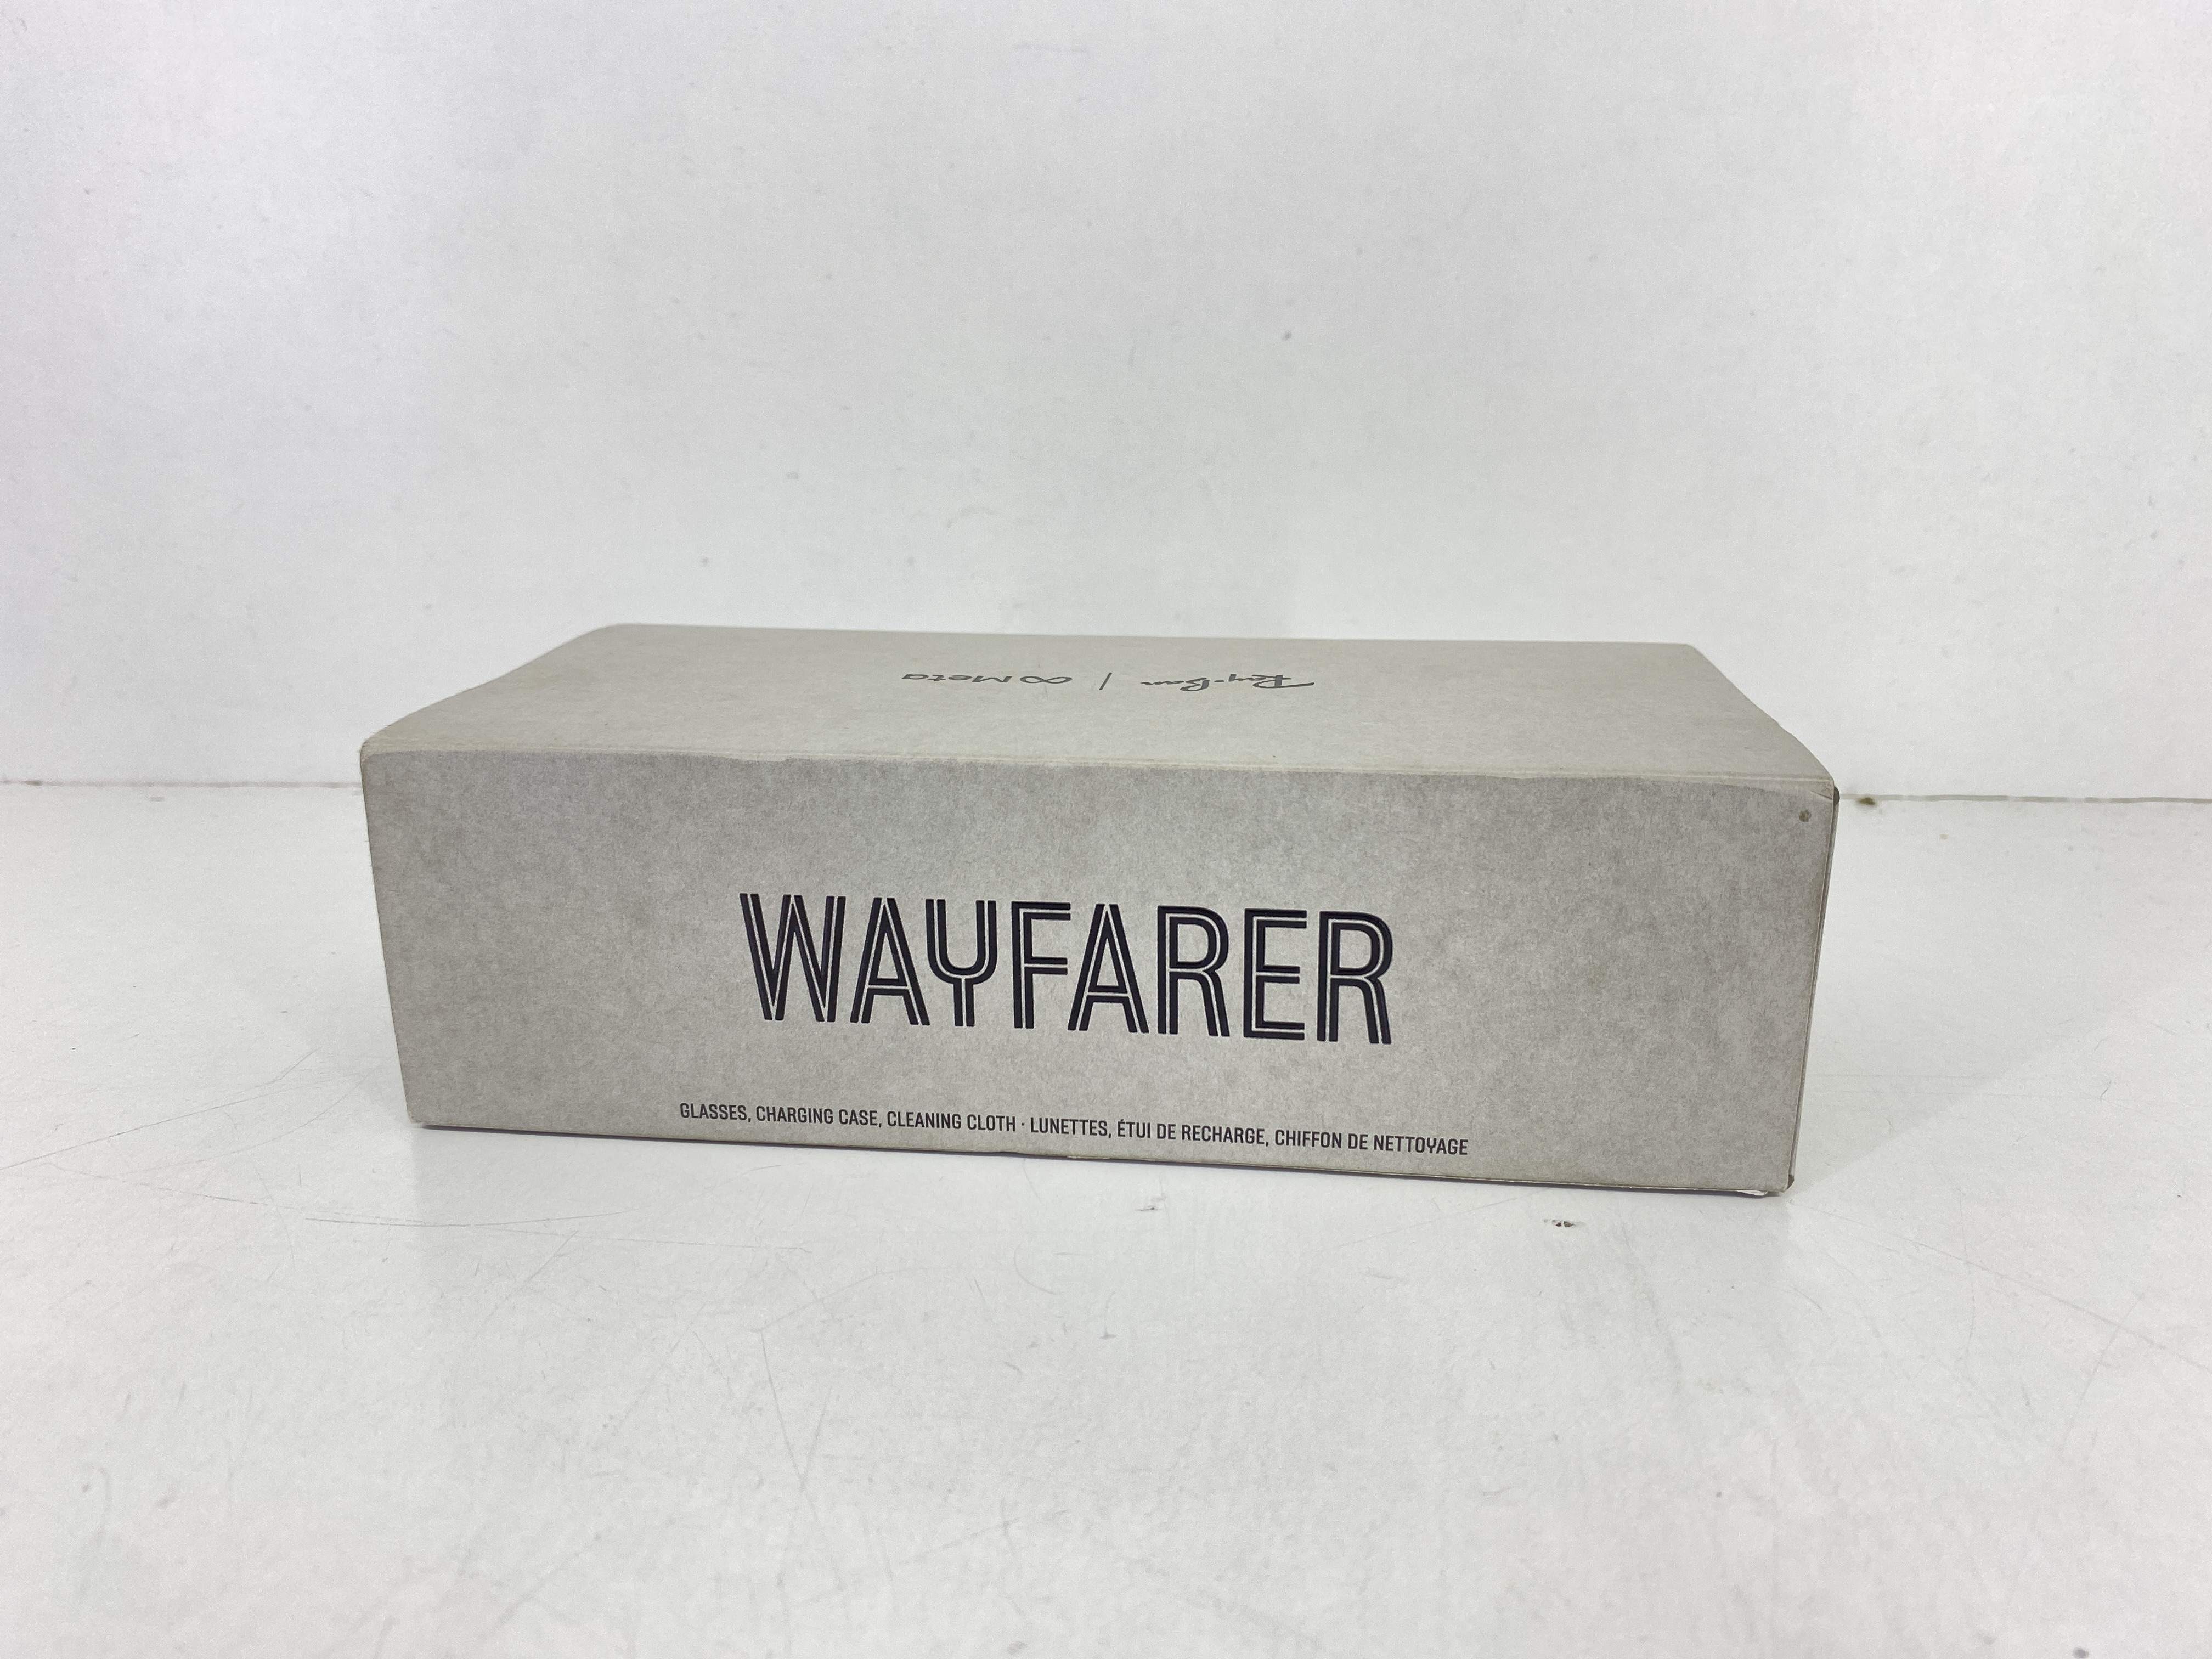 Ray-Ban | ∞ Meta
WAYFARER
GLASSES, CHARGING CASE, CLEANING CLOTH · LUNETTES, ÉTUI DE RECHARGE, CHIFFON DE NETTOYAGE